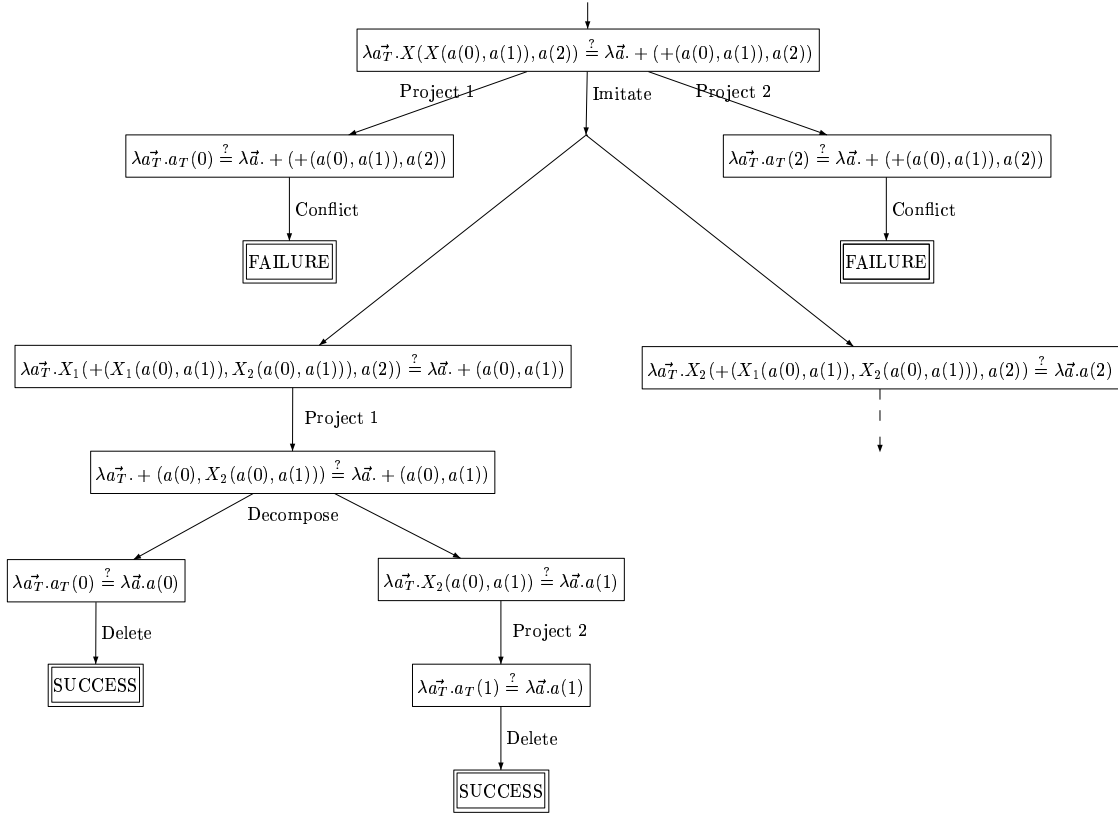 λa⃗_T.X(X(a(0), a(1)), a(2)) ≟ λa⃗. + (+(a(0), a(1)), a(2))
Project 1
Imitate
Project 2
λa⃗_T.a_T(0) ≟ λa⃗. + (+(a(0), a(1)), a(2))
λa⃗_T.a_T(2) ≟ λa⃗. + (+(a(0), a(1)), a(2))
Conflict
Conflict
FAILURE
FAILURE
λa⃗_T.X_1(+(X_1(a(0), a(1)), X_2(a(0), a(1))), a(2)) ≟ λa⃗. + (a(0), a(1))
λa⃗_T.X_2(+(X_1(a(0), a(1)), X_2(a(0), a(1))), a(2)) ≟ λa⃗.a(2)
Project 1
λa⃗_T. + (a(0), X_2(a(0), a(1))) ≟ λa⃗. + (a(0), a(1))
Decompose
λa⃗_T.a_T(0) ≟ λa⃗.a(0)
λa⃗_T.X_2(a(0), a(1)) ≟ λa⃗.a(1)
Delete
Project 2
SUCCESS
λa⃗_T.a_T(1) ≟ λa⃗.a(1)
Delete
SUCCESS